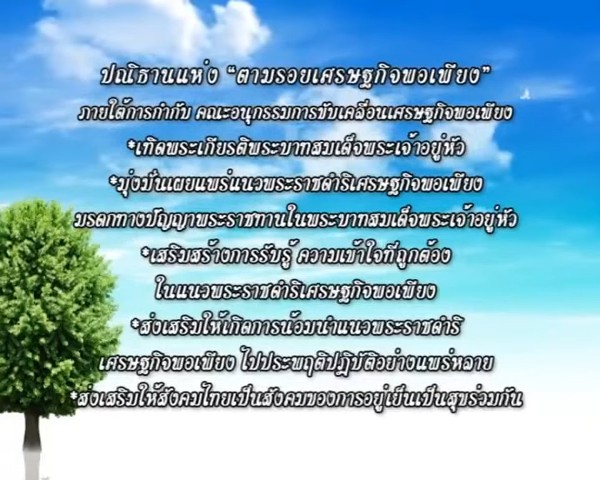 ปณิธานแห่ง “ตามรอยเศรษฐกิจพอเพียง”
ภายใต้การกำกับ คณะอนุกรรมการขับเคลื่อนเศรษฐกิจพอเพียง
*เทิดพระเกียรติพระบาทสมเด็จพระเจ้าอยู่หัว
*มุ่งมั่นเผยแพร่แนวพระราชดำริเศรษฐกิจพอเพียง
มรดกทางปัญญาพระราชทานในพระบาทสมเด็จพระเจ้าอยู่หัว
*เสริมสร้างการรับรู้ ความเข้าใจที่ถูกต้อง
ในแนวพระราชดำริเศรษฐกิจพอเพียง
*ส่งเสริมให้เกิดการน้อมนำแนวพระราชดำริ
เศรษฐกิจพอเพียง ไปประพฤติปฏิบัติอย่างแพร่หลาย
*ส่งเสริมให้สังคมไทยเป็นสังคมของการอยู่เย็นเป็นสุขร่วมกัน